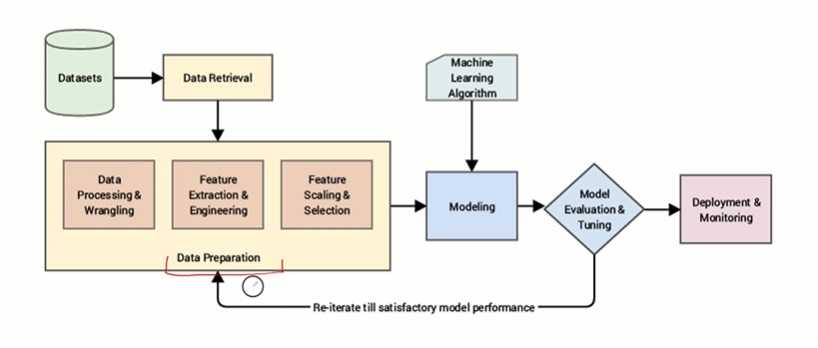 Datasets
Data Retrieval
Machine
Learning
Algorithm
Data
Processing &
Wrangling
Feature
Extraction &
Engineering
Feature
Scaling &
Selection
Data Preparation
Modeling
Model
Evaluation &
Tuning
Deployment &
Monitoring
Re-iterate till satisfactory model performance